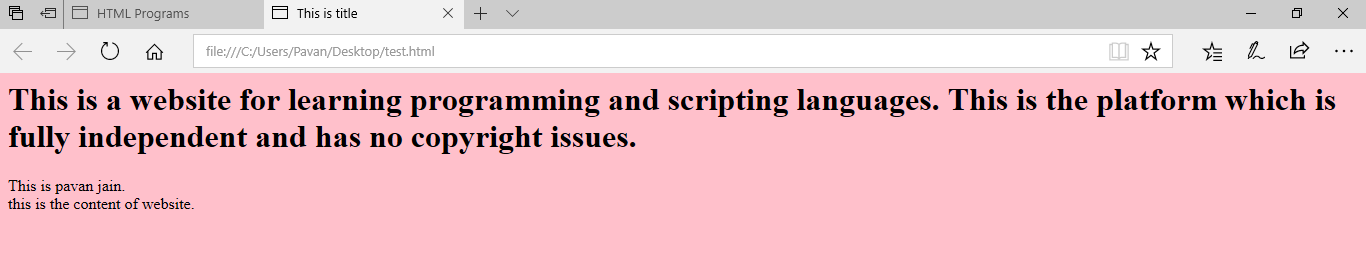 HTML Programs
This is title
file:///C:/Users/Pavan/Desktop/test.html
This is a website for learning programming and scripting languages. This is the platform which is
fully independent and has no copyright issues.
This is pavan jain.
this is the content of website.